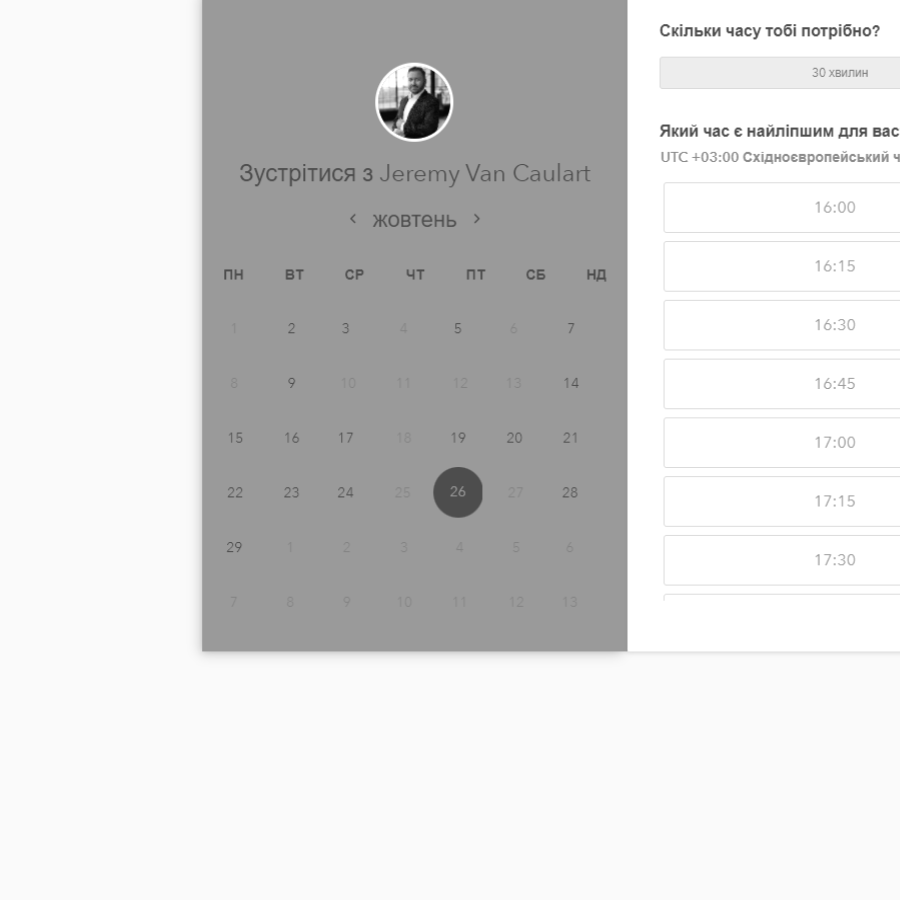 Зустрітися з Jeremy Van Caulart
жовтень
ПН ВТ СР ЧТ ПТ СБ НД
1 2 3 4 5 6 7
8 9 10 11 12 13 14
15 16 17 18 19 20 21
22 23 24 25 26 27 28
29 1 2 3 4 5 6
7 8 9 10 11 12 13
Скільки часу тобі потрібно?
30 хвилин
Який час є найліпшим для вас
UTC +03:00 Східноєвропейський ч
16:00
16:15
16:30
16:45
17:00
17:15
17:30